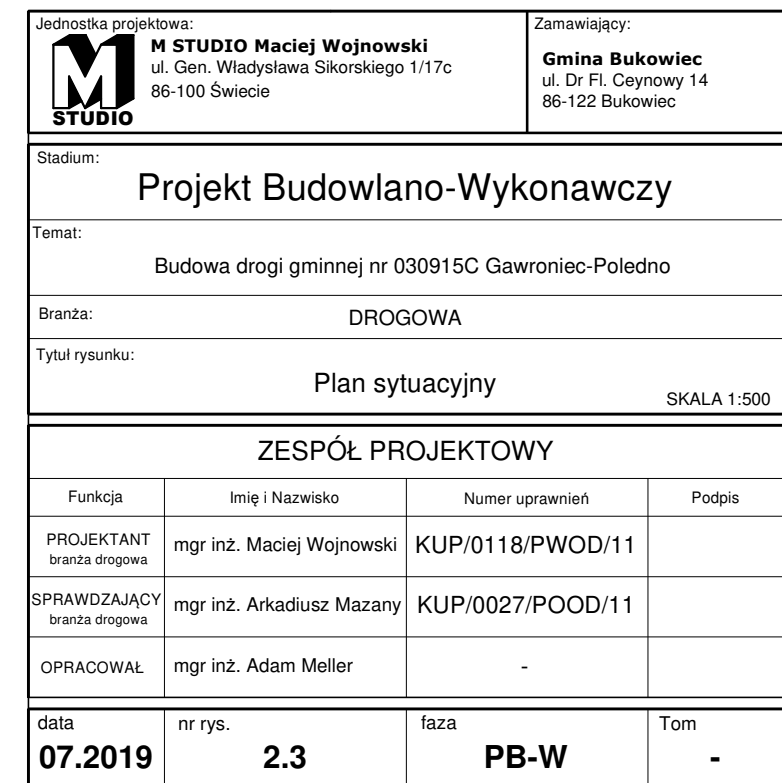 Jednostka projektowa:
M
STUDIO
M STUDIO Maciej Wojnowski
ul. Gen. Władysława Sikorskiego 1/17c
86-100 Świecie
Zamawiający:
Gmina Bukowiec
ul. Dr Fl. Ceynowy 14
86-122 Bukowiec
Stadium:
Projekt Budowlano-Wykonawczy
Temat:
Budowa drogi gminnej nr 030915C Gawroniec-Poledno
Branża:
DROGOWA
Tytuł rysunku:
Plan sytuacyjny
SKALA 1:500
ZESPÓŁ PROJEKTOWY
Funkcja
Imię i Nazwisko
Numer uprawnień
Podpis
PROJEKTANT
branża drogowa
mgr inż. Maciej Wojnowski
KUP/0118/PWOD/11
SPRAWDZAJĄCY
branża drogowa
mgr inż. Arkadiusz Mazany
KUP/0027/POOD/11
OPRACOWAŁ
mgr inż. Adam Meller
-
data
07.2019
nr rys.
2.3
faza
PB-W
Tom
-